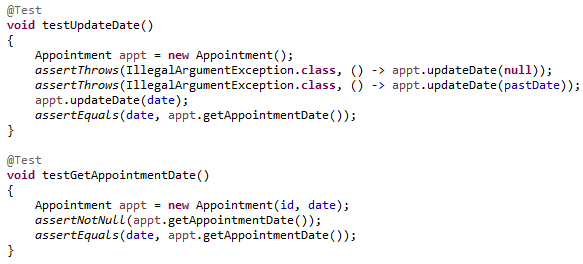 @Test
void testUpdateDate()
{
    Appointment appt = new Appointment();
    assertThrows(IllegalArgumentException.class, () -> appt.updateDate(null));
    assertThrows(IllegalArgumentException.class, () -> appt.updateDate(pastDate));
    appt.updateDate(date);
    assertEquals(date, appt.getAppointmentDate());
}

@Test
void testGetAppointmentDate()
{
    Appointment appt = new Appointment(id, date);
    assertNotNull(appt.getAppointmentDate());
    assertEquals(date, appt.getAppointmentDate());
}